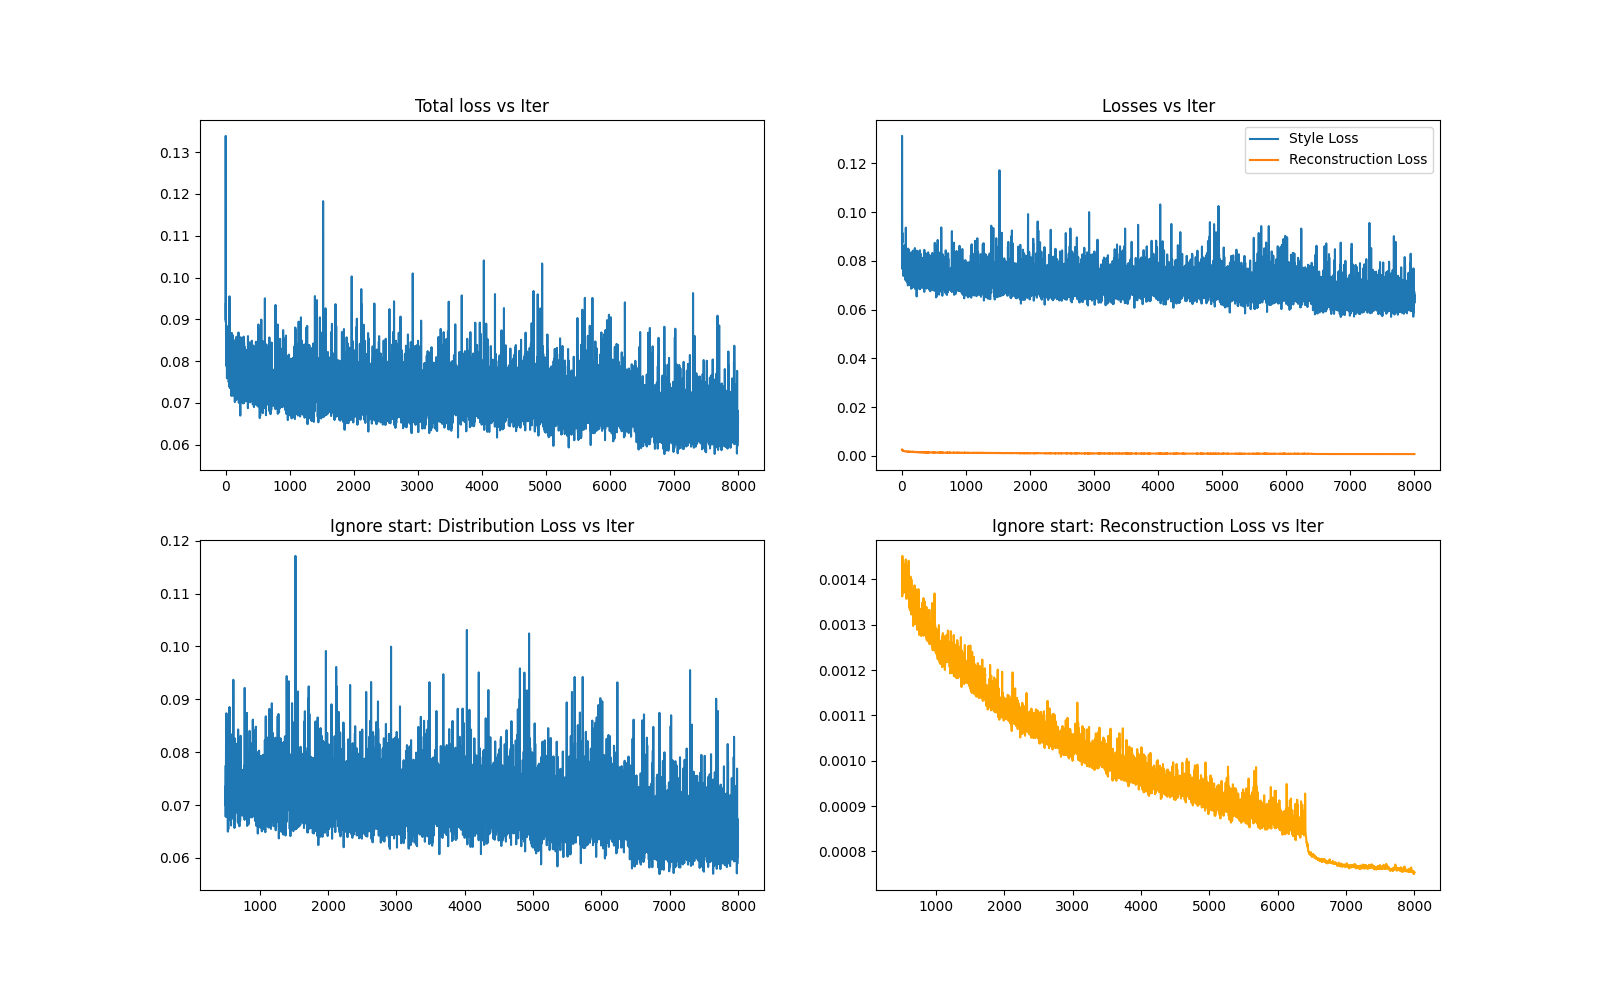 Total loss vs Iter
0.13
0.12
0.11
0.10
0.09
0.08
0.07
0.06
0 1000 2000 3000 4000 5000 6000 7000 8000
Losses vs Iter
Style Loss
Reconstruction Loss
0.12
0.10
0.08
0.06
0.04
0.02
0.00
0 1000 2000 3000 4000 5000 6000 7000 8000
Ignore start: Distribution Loss vs Iter
0.12
0.11
0.10
0.09
0.08
0.07
0.06
1000 2000 3000 4000 5000 6000 7000 8000
Ignore start: Reconstruction Loss vs Iter
0.0014
0.0013
0.0012
0.0011
0.0010
0.0009
0.0008
1000 2000 3000 4000 5000 6000 7000 8000